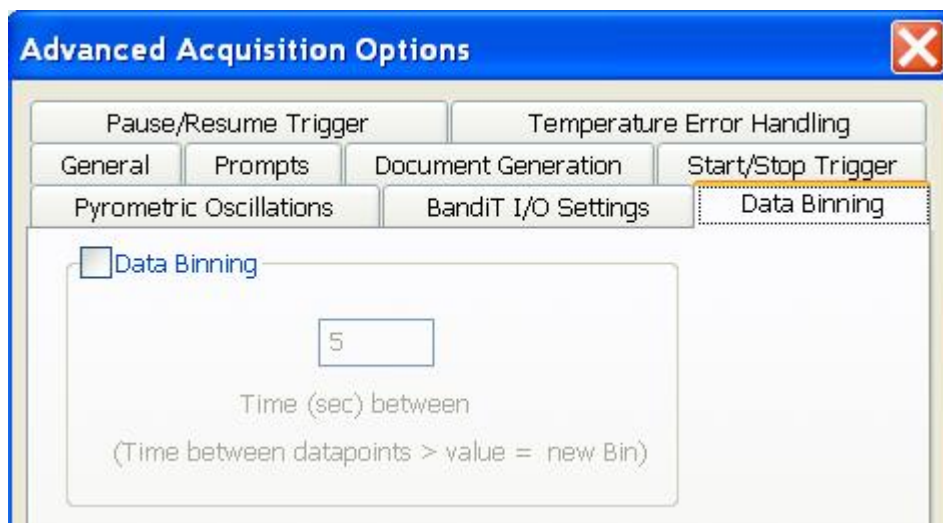 Advanced Acquisition Options
Pause/Resume Trigger Temperature Error Handling
General Prompts Document Generation Start/Stop Trigger
Pyrometric Oscillations BandiT I/O Settings Data Binning
Data Binning
5
Time (sec) between
(Time between datapoints > value = new Bin)